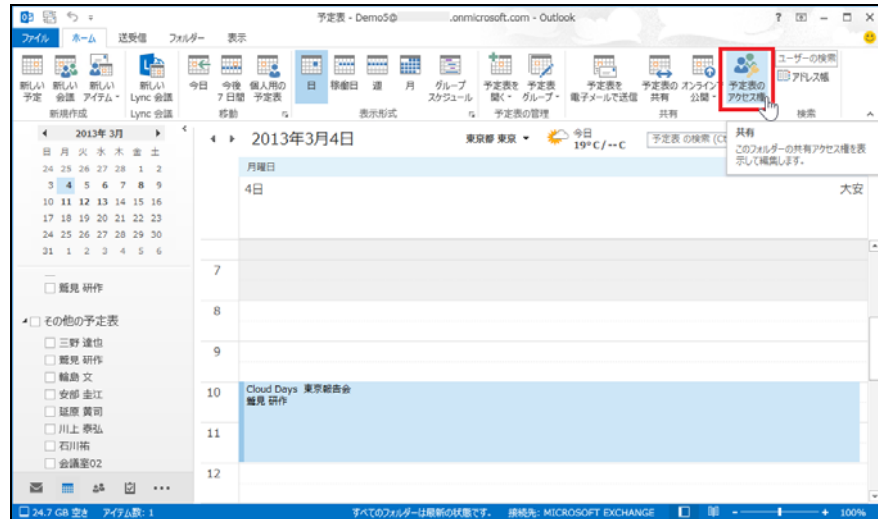 予定表 - Demo5@ .onmicrosoft.com - Outlook
ファイル ホーム 送受信 フォルダー 表示
新しい 予定
新しい 会議
新しい アイテム
新しい Lync 会議
今日
今後 7 日間
個人用の 予定表
日
稼働日
週
月
グループ スケジュール
予定表を 開く
予定表 グループ
予定表を 電子メールで送信
予定表の 共有
オンラインで 公開
予定表の アクセス権
ユーザーの検索
アドレス帳
新規作成 Lync 会議 移動 表示形式 予定表の管理 共有 検索
共有
このフォルダーの共有アクセス権を表
示して編集します。
2013年 3月
日 月 火 水 木 金 土
24 25 26 27 28 1 2
3 4 5 6 7 8 9
10 11 12 13 14 15 16
17 18 19 20 21 22 23
24 25 26 27 28 29 30
31 1 2 3 4 5 6
鷲見 研作
その他の予定表
三野 達也
鷲見 研作
輪島 文
安部 圭江
延原 黄司
川上 泰弘
石川祐
会議室02
2013年3月4日
東京都 東京
今日
19° C / -- C
予定表 の検索 (Ct
月曜日
4日 大安
7
8
9
10 Cloud Days 東京報告会
鷲見 研作
11
12
24.7 GB 空き アイテム数: 1 すべてのフォルダーは最新の状態です。 接続先: MICROSOFT EXCHANGE 100%